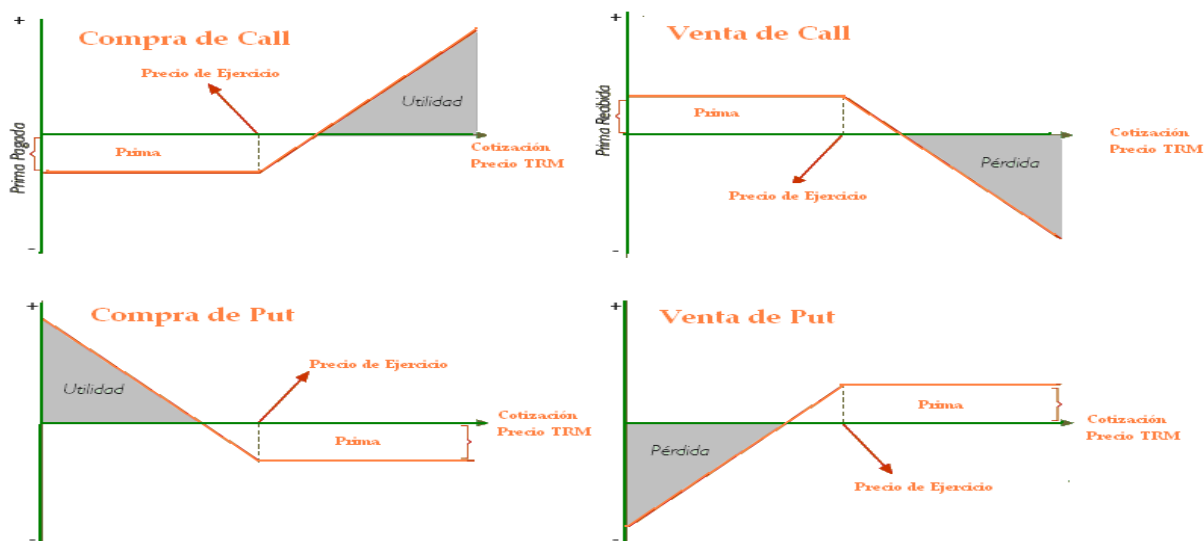 +
Compra de Call
Precio de Ejercicio
Utilidad
Prima Pagada
Prima
Cotización
Precio TRM
-
+
Venta de Call
Prima Recibida
Prima
Cotización
Precio TRM
Pérdida
Precio de Ejercicio
-
+
Compra de Put
Precio de Ejercicio
Utilidad
Cotización
Precio TRM
Prima
-
+
Venta de Put
Prima
Cotización
Precio TRM
Pérdida
Precio de Ejercicio
-